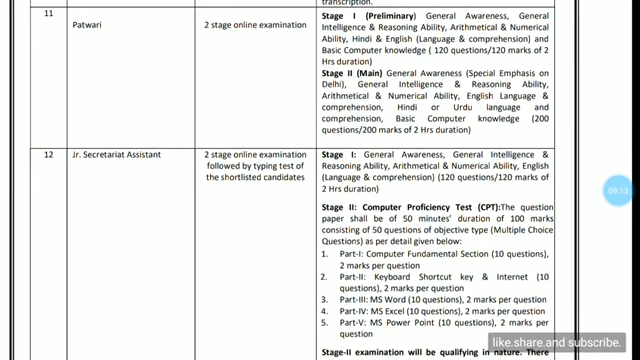 transcription.
11
Patwari
2 stage online examination
Stage I (Preliminary) General Awareness, General
Intelligence & Reasoning Ability, Arithmetical & Numerical
Ability, Hindi & English (Language & comprehension) and
Basic Computer knowledge ( 120 questions/120 marks of 2
Hrs duration)
Stage II (Main) General Awareness (Special Emphasis on
Delhi), General Intelligence & Reasoning Ability,
Arithmetical & Numerical Ability, English Language &
comprehension, Hindi or Urdu language and
comprehension, Basic Computer knowledge (200
questions/200 marks of 2 Hrs duration)
12
Jr. Secretariat Assistant
2 stage online examination
followed by typing test of
the shortlisted candidates
Stage I: General Awareness, General Intelligence &
Reasoning Ability, Arithmetical & Numerical Ability, English
(Language & comprehension) (120 questions/120 marks of
2 Hrs duration)
Stage II: Computer Proficiency Test (CPT):The question
paper shall be of 50 minutes' duration of 100 marks
consisting of 50 questions of objective type (Multiple Choice
Questions) as per detail given below:
1. Part-I: Computer Fundamental Section (10 questions),
2 marks per question
2. Part-II: Keyboard Shortcut key & Internet (10
questions), 2 marks per question
3. Part-III: MS Word (10 questions), 2 marks per question
4. Part-IV: MS Excel (10 questions), 2 marks per question
5. Part-V: MS Power Point (10 questions), 2 marks per
question
Stage-II examination will be qualifying in nature. There
09:13
like.share.and subscribe.